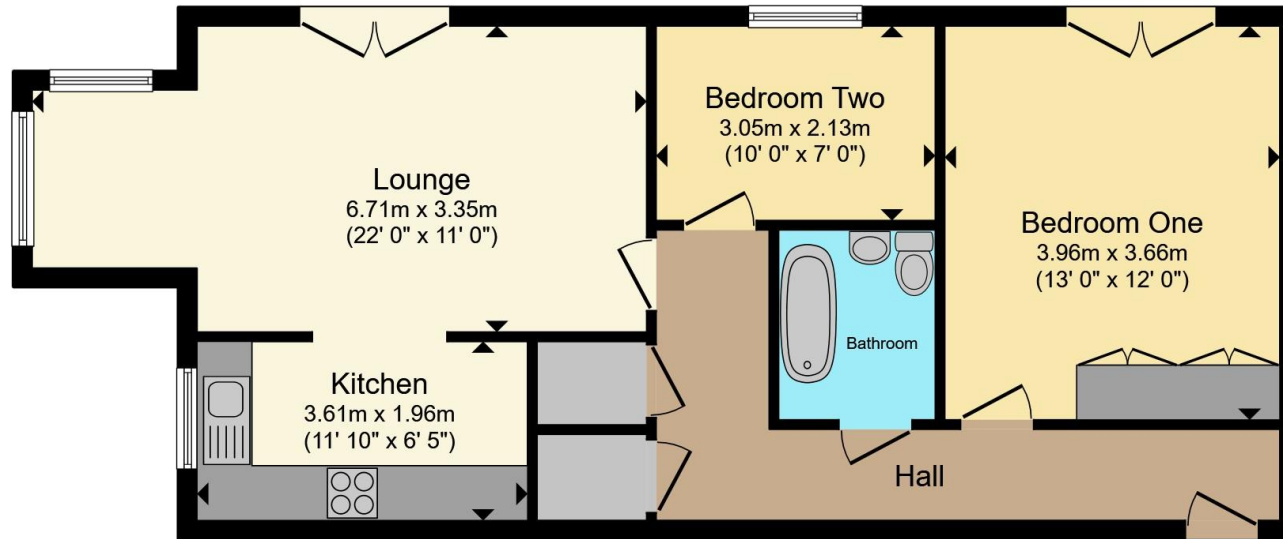 Lounge
6.71m x 3.35m
(22' 0" x 11' 0")
Bedroom Two
3.05m x 2.13m
(10' 0" x 7' 0")
Bedroom One
3.96m x 3.66m
(13' 0" x 12' 0")
Bathroom
Kitchen
3.61m x 1.96m
(11' 10" x 6' 5")
Hall